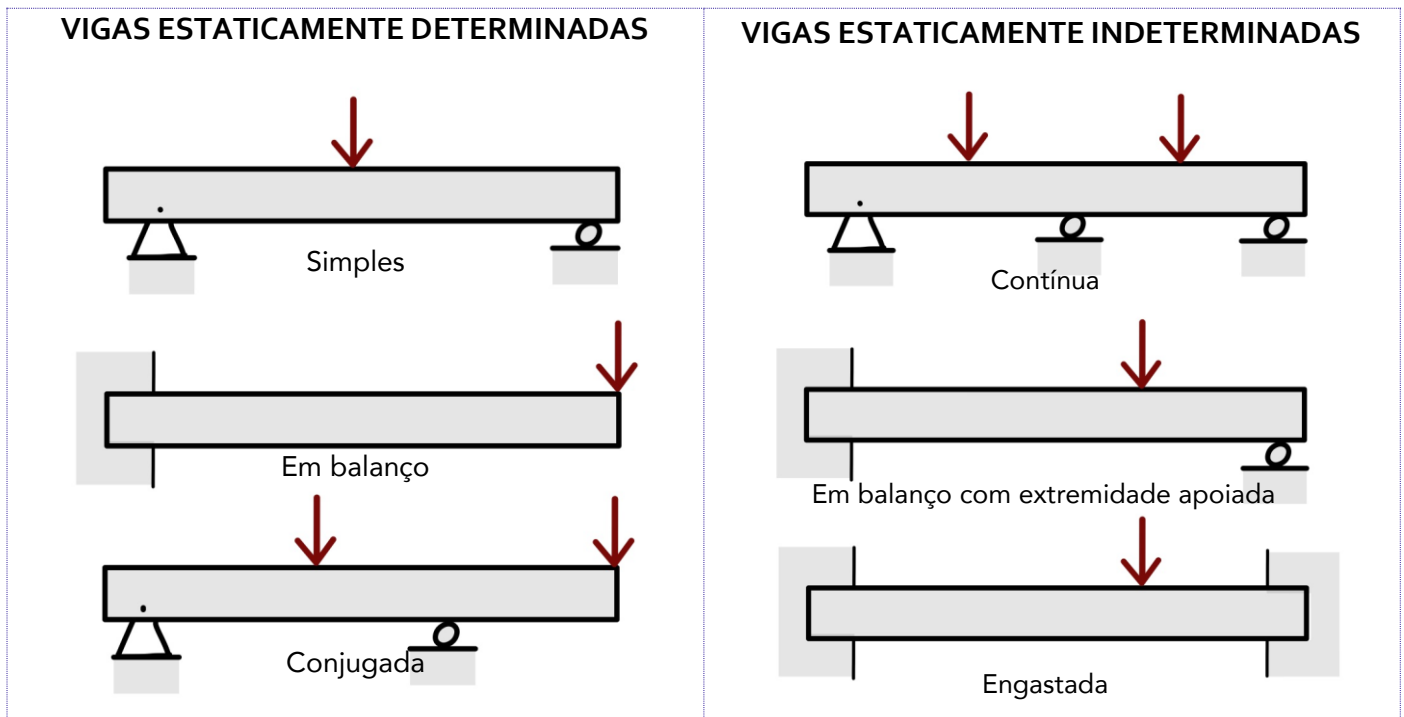 VIGAS ESTATICAMENTE DETERMINADAS
Simples
Em balanço
Conjugada
VIGAS ESTATICAMENTE INDETERMINADAS
Contínua
Em balanço com extremidade apoiada
Engastada